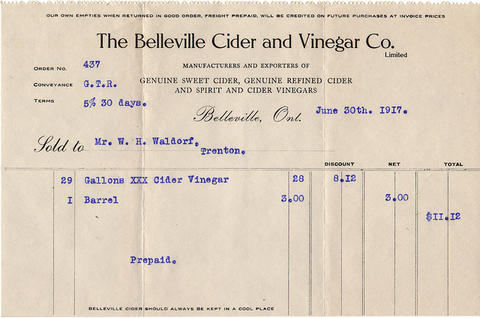 OUR OWN EMPTIES WHEN RETURNED IN GOOD ORDER, FREIGHT PREPAID, WILL BE CREDITED ON FUTURE PURCHASES AT INVOICE PRICES
The Belleville Cider and Vinegar Co.
Limited
ORDER NO. 437
MANUFACTURERS AND EXPORTERS OF
CONVEYANCE G.T.R.
GENUINE SWEET CIDER, GENUINE REFINED CIDER
AND SPIRIT AND CIDER VINEGARS
TERMS 5% 30 days.
Belleville, Ont. June 30th. 1917.
Sold to Mr. W. H. Waldorf,
Trenton.
DISCOUNT NET TOTAL
29 Gallons XXX Cider Vinegar 28 8.12
I Barrel 3.00 3.00
$11.12
Prepaid.
BELLEVILLE CIDER SHOULD ALWAYS BE KEPT IN A COOL PLACE